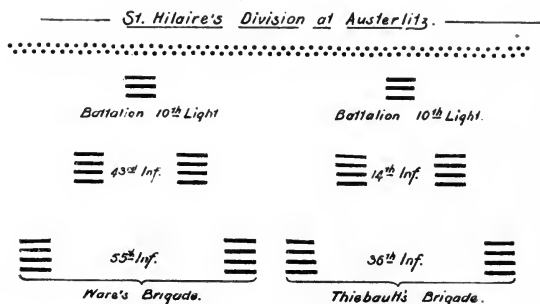 St. Hilaire's Division at Austerlitz.
Battalion 10th Light
Battalion 10th Light.
43rd Inf.
14th Inf.
55th Inf.
36th Inf.
Ware's Brigade.
Thiebault's Brigade.